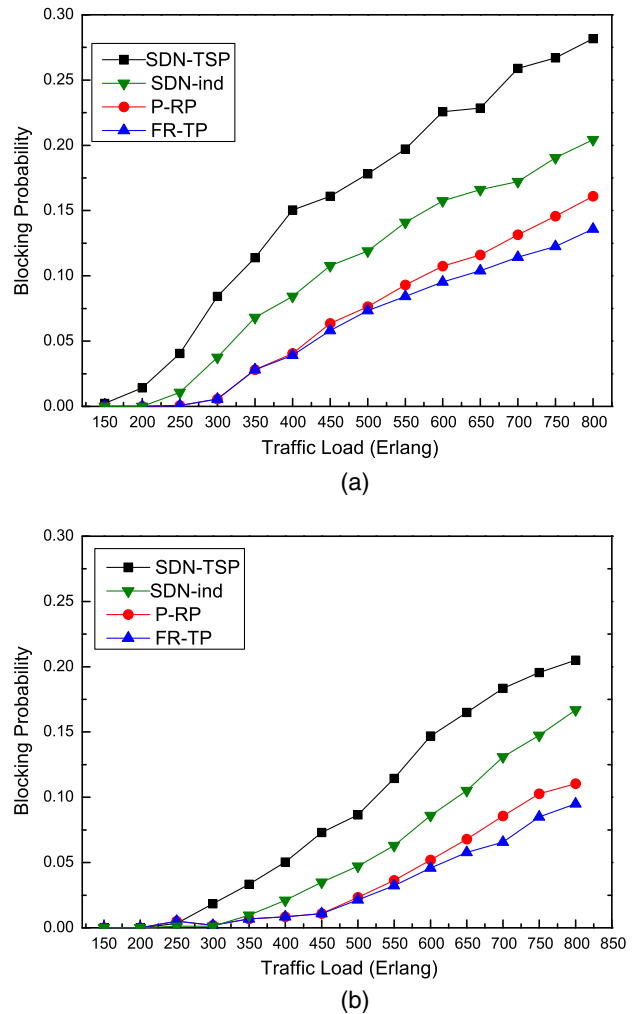 0.30
0.25
0.20
0.15
0.10
0.05
0.00
Blocking Probability
SDN-TSP
SDN-ind
P-RP
FR-TP
150 200 250 300 350 400 450 500 550 600 650 700 750 800
Traffic Load (Erlang)
(a)
0.30
0.25
0.20
0.15
0.10
0.05
0.00
Blocking Probability
SDN-TSP
SDN-ind
P-RP
FR-TP
150 200 250 300 350 400 450 500 550 600 650 700 750 800 850
Traffic Load (Erlang)
(b)